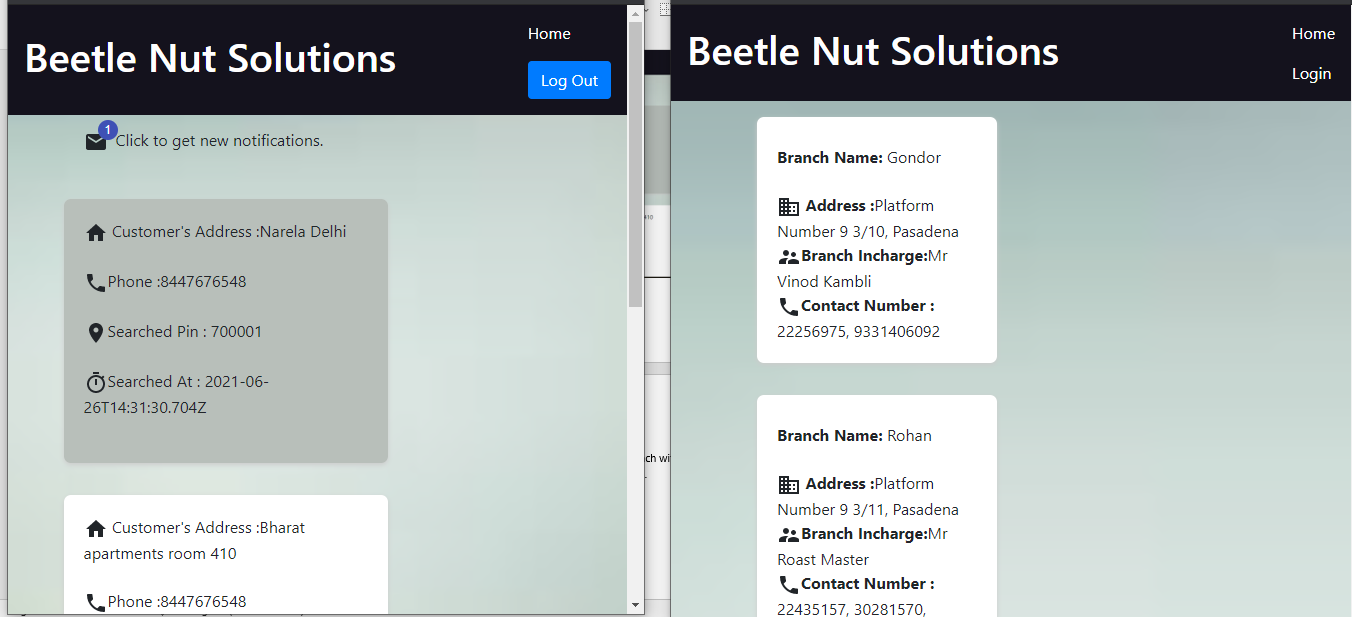 Beetle Nut Solutions
Home
Log Out
1
Click to get new notifications.
Customer's Address :Narela Delhi
Phone :8447676548
Searched Pin : 700001
Searched At : 2021-06-
26T14:31:30.704Z
Customer's Address :Bharat
apartments room 410
Phone :8447676548
ch wi
Beetle Nut Solutions
Home
Login
Branch Name: Gondor
Address :Platform
Number 9 3/10, Pasadena
Branch Incharge:Mr
Vinod Kambli
Contact Number :
22256975, 9331406092
Branch Name: Rohan
Address :Platform
Number 9 3/11, Pasadena
Branch Incharge:Mr
Roast Master
Contact Number :
22435157, 30281570,